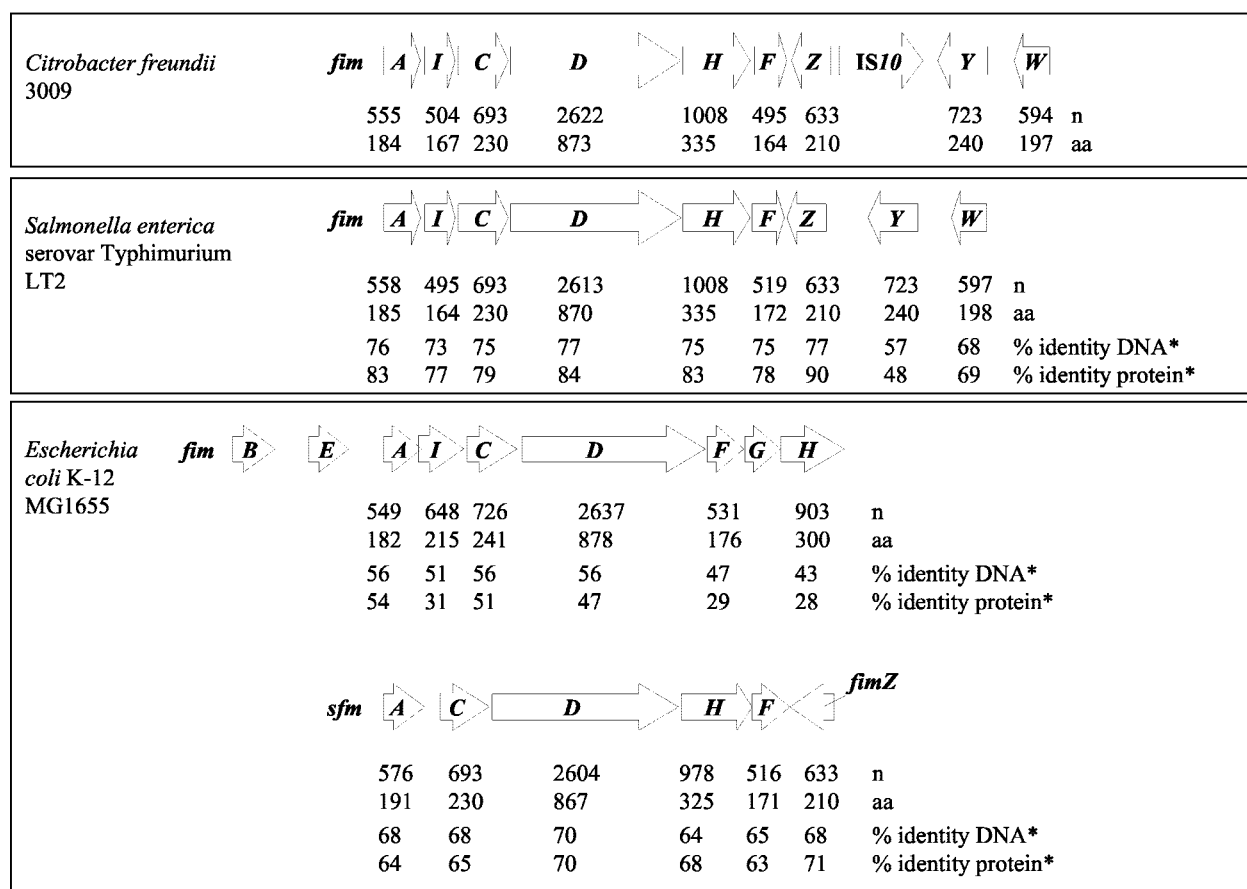 Citrobacter freundii
3009
fim A I C D H F Z IS10 Y W
555 504 693 2622 1008 495 633 723 594 n
184 167 230 873 335 164 210 240 197 aa
Salmonella enterica
serovar Typhimurium
LT2
fim A I C D H F Z Y W
558 495 693 2613 1008 519 633 723 597 n
185 164 230 870 335 172 210 240 198 aa
76 73 75 77 75 75 77 57 68 % identity DNA*
83 77 79 84 83 78 90 48 69 % identity protein*
Escherichia
coli K-12
MG1655
fim B E A I C D F G H
549 648 726 2637 531 903 n
182 215 241 878 176 300 aa
56 51 56 56 47 43 % identity DNA*
54 31 51 47 29 28 % identity protein*
fimZ
sfm A C D H F
576 693 2604 978 516 633 n
191 230 867 325 171 210 aa
68 68 70 64 65 68 % identity DNA*
64 65 70 68 63 71 % identity protein*